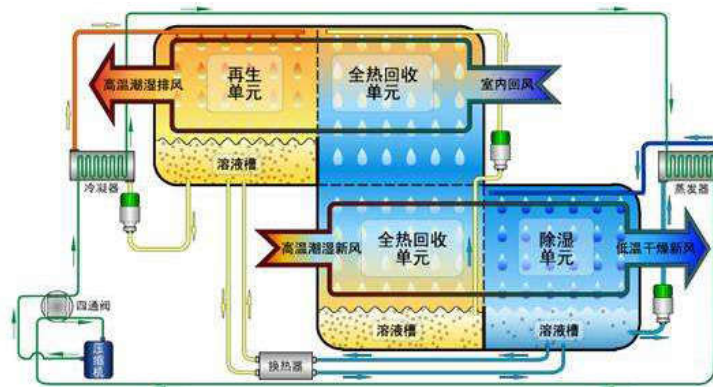 再生
单元
全热回收
单元
高温潮湿排风
室内回风
溶液槽
冷凝器
蒸发器
高温潮湿新风
全热回收
单元
除湿
单元
低温干燥新风
四通阀
溶液槽
溶液槽
压缩机
换热器